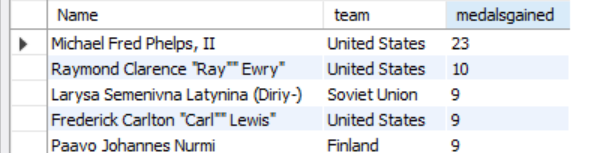 Name team medalsgained
Michael Fred Phelps, II United States 23
Raymond Clarence "Ray"" Ewry" United States 10
Larysa Semenivna Latynina (Diriy-) Soviet Union 9
Frederick Carlton "Carl"" Lewis" United States 9
Paavo Johannes Nurmi Finland 9